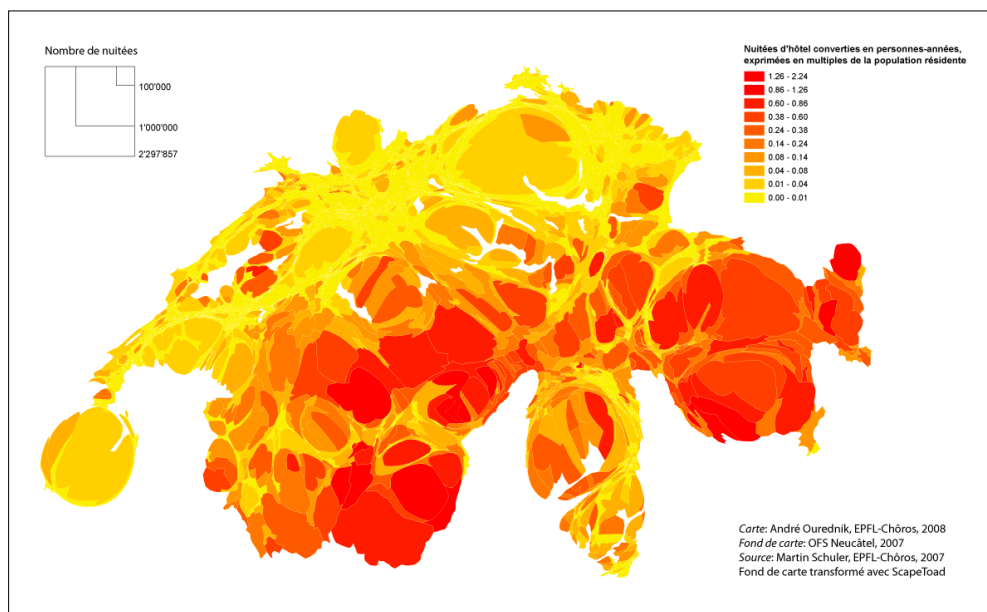 Nombre de nuitées
100'000
1'000'000
2'297'857
Nuitées d'hôtel converties en personnes-années,
exprimées en multiples de la population résidente
1.26 - 2.24
0.86 - 1.26
0.60 - 0.86
0.38 - 0.60
0.24 - 0.38
0.14 - 0.24
0.08 - 0.14
0.04 - 0.08
0.01 - 0.04
0.00 - 0.01
Carte: André Ourednik, EPFL-Chôros, 2008
Fond de carte: OFS Neucâtel, 2007
Source: Martin Schuler, EPFL-Chôros, 2007
Fond de carte transformé avec ScapeToad